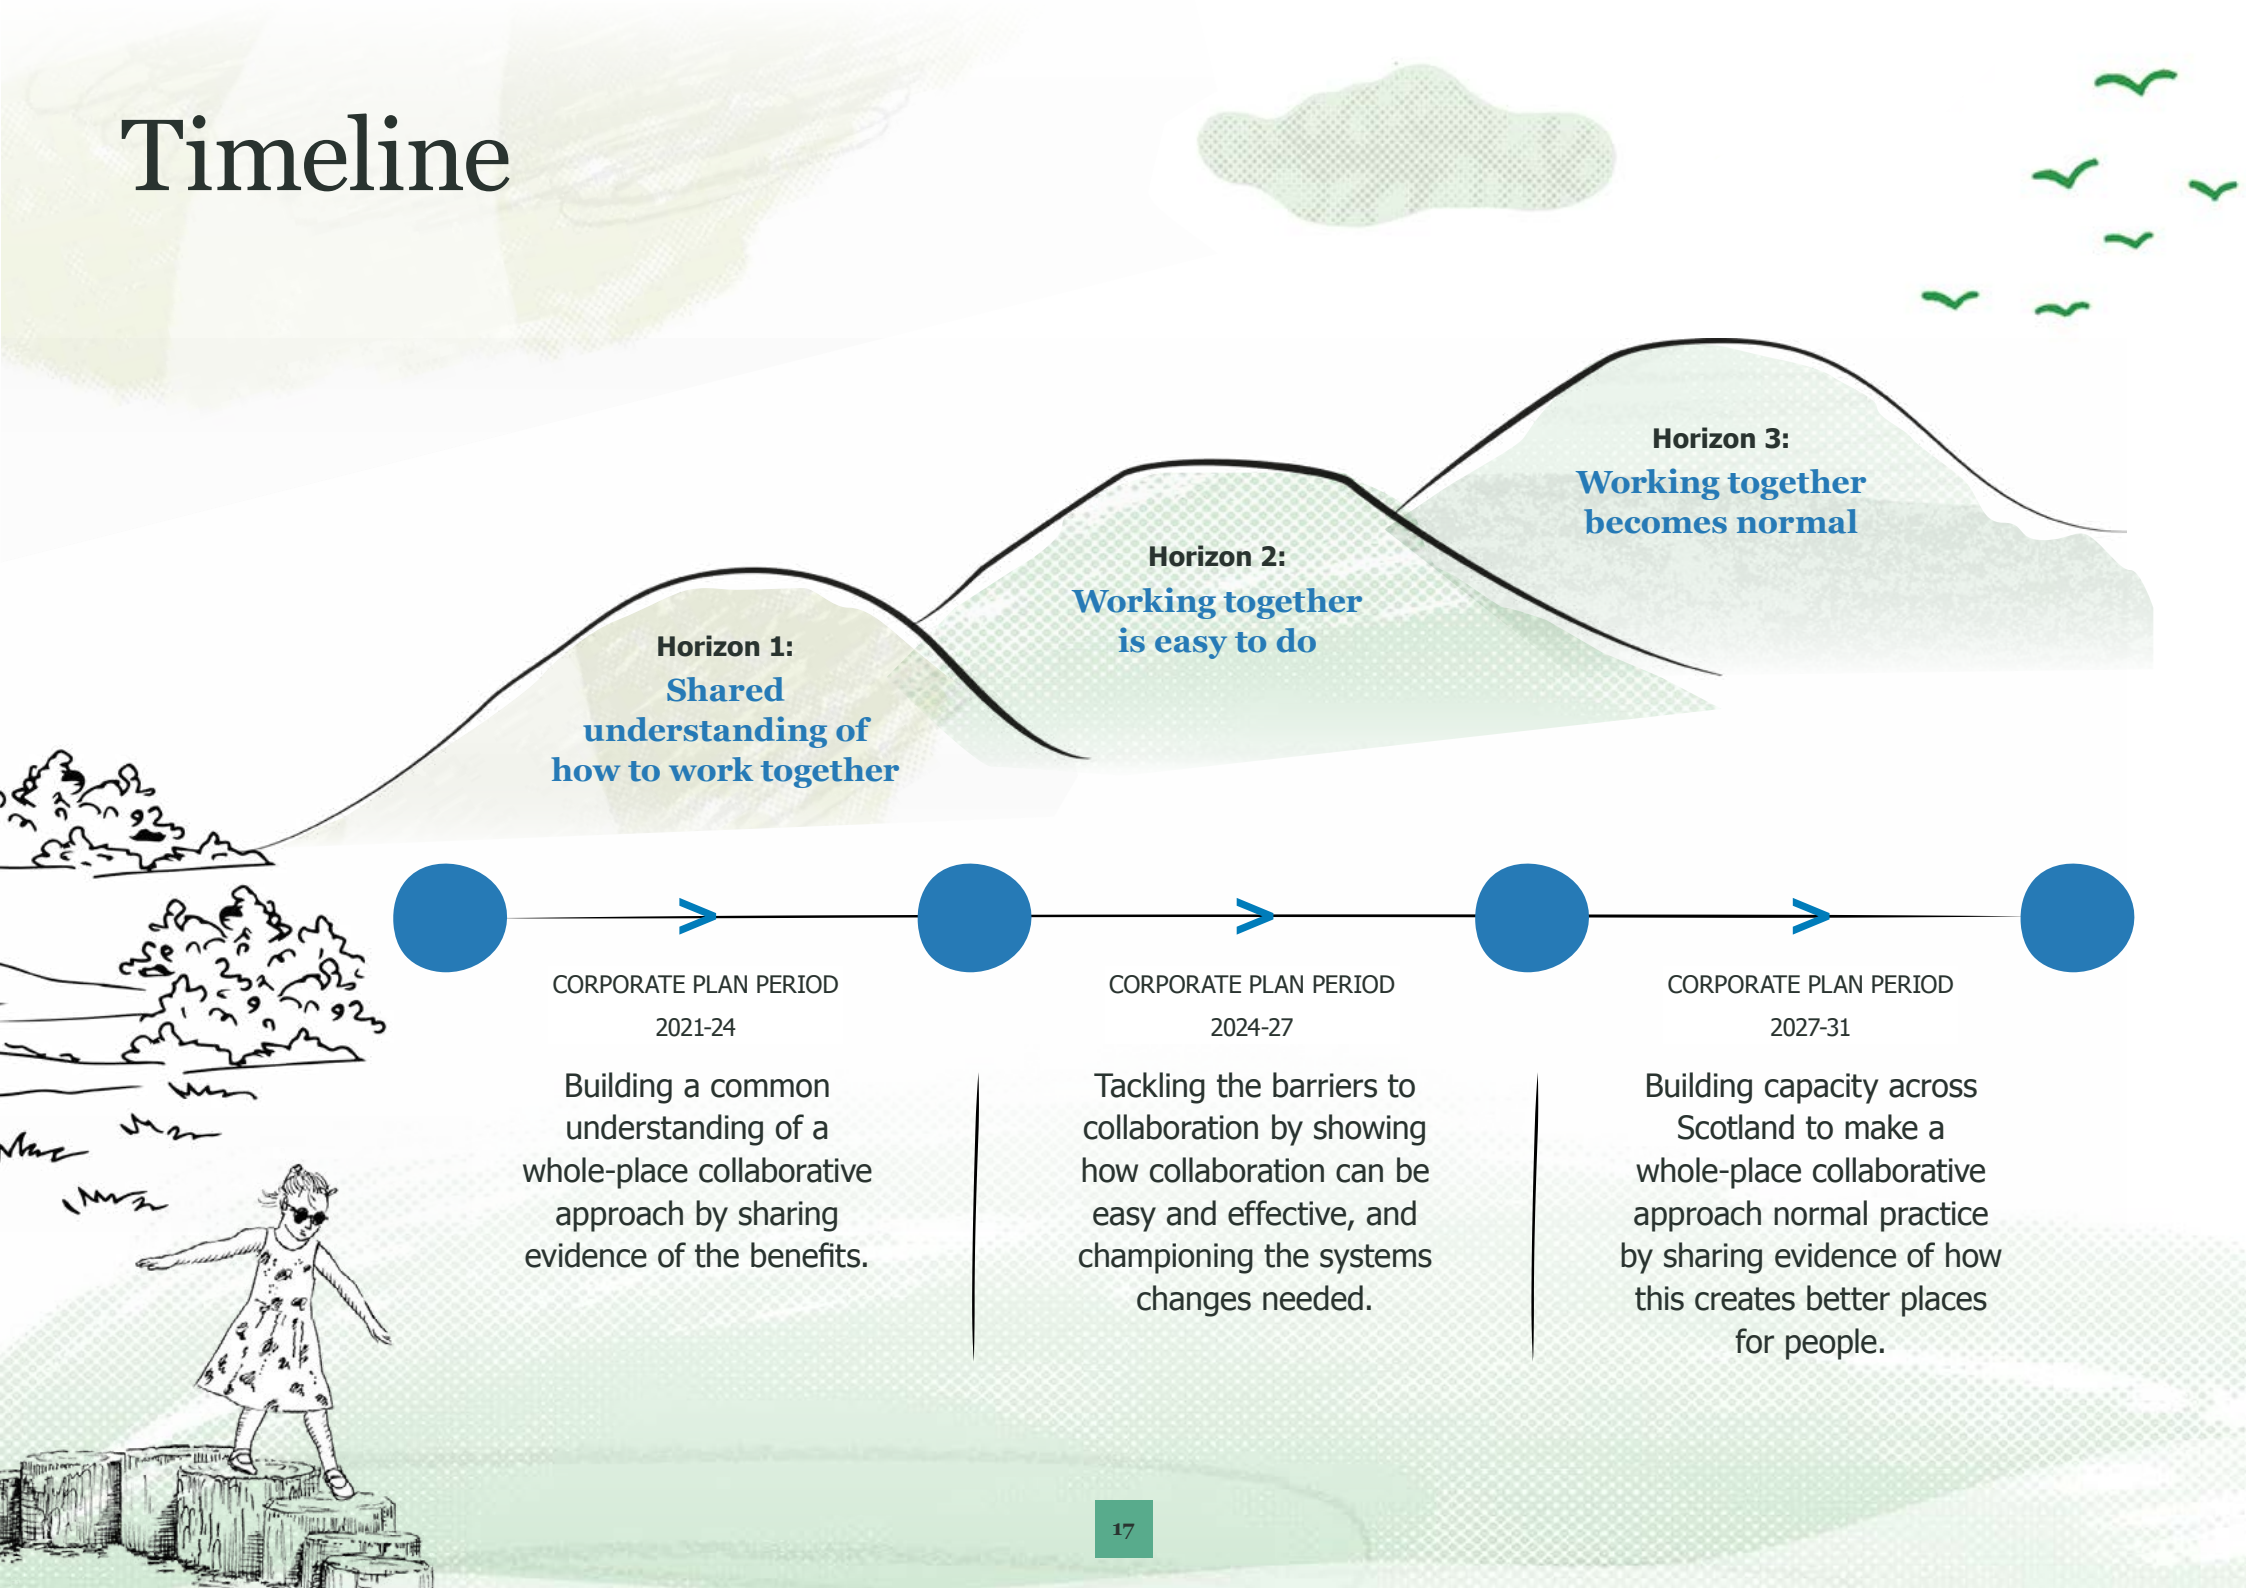 Timeline
Horizon 1:
Shared
understanding of
how to work together
Horizon 2:
Working together
is easy to do
Horizon 3:
Working together
becomes normal
>
>
>
CORPORATE PLAN PERIOD
2021-24
Building a common
understanding of a
whole-place collaborative
approach by sharing
evidence of the benefits.
CORPORATE PLAN PERIOD
2024-27
Tackling the barriers to
collaboration by showing
how collaboration can be
easy and effective, and
championing the systems
changes needed.
CORPORATE PLAN PERIOD
2027-31
Building capacity across
Scotland to make a
whole-place collaborative
approach normal practice
by sharing evidence of how
this creates better places
for people.
17